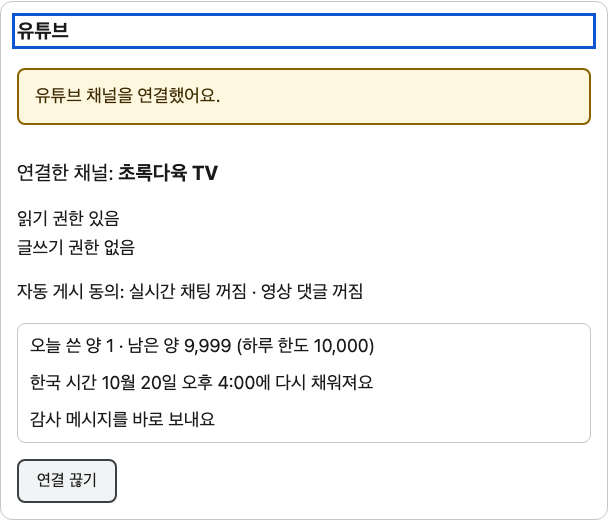 유튜브
유튜브 채널을 연결했어요.
연결한 채널: 초록다육 TV
읽기 권한 있음
글쓰기 권한 없음
자동 게시 동의: 실시간 채팅 꺼짐 · 영상 댓글 꺼짐
오늘 쓴 양 1 · 남은 양 9,999 (하루 한도 10,000)
한국 시간 10월 20일 오후 4:00에 다시 채워져요
감사 메시지를 바로 보내요
연결 끊기